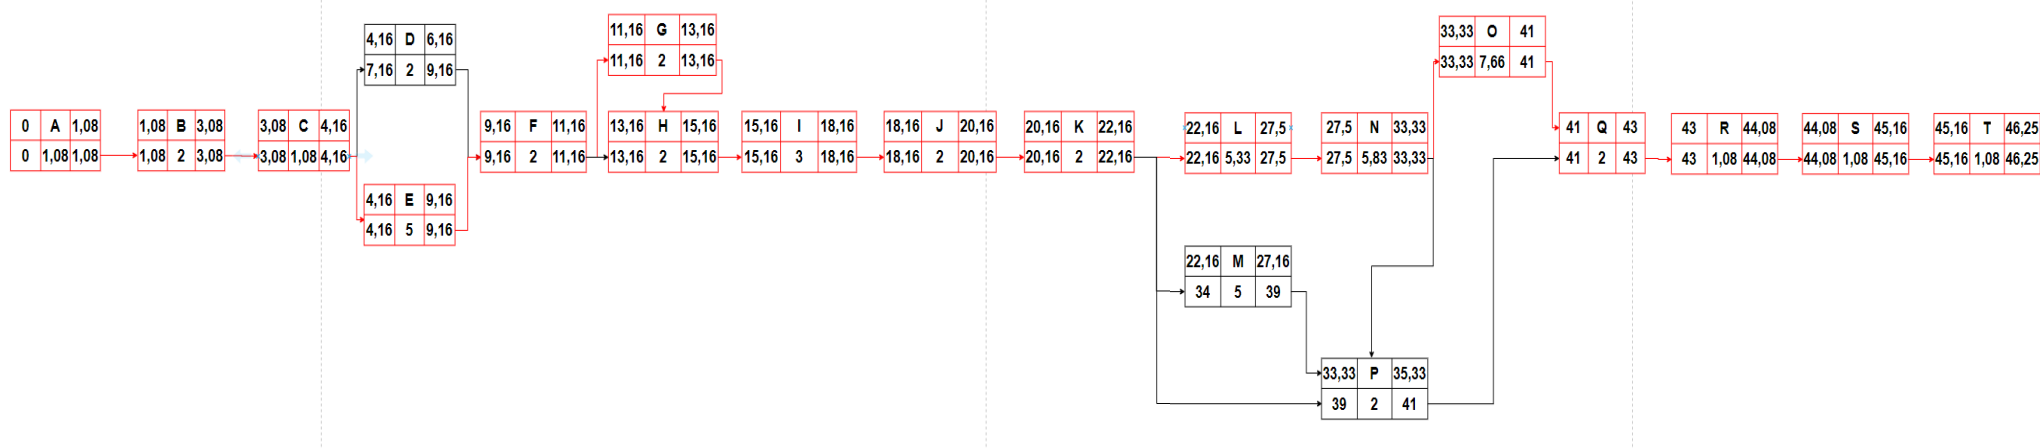 0 A 1,08
0 1,08 1,08
1,08 B 3,08
1,08 2 3,08
3,08 C 4,16
3,08 1,08 4,16
4,16 D 6,16
7,16 2 9,16
4,16 E 9,16
4,16 5 9,16
9,16 F 11,16
9,16 2 11,16
11,16 G 13,16
11,16 2 13,16
13,16 H 15,16
13,16 2 15,16
15,16 I 18,16
15,16 3 18,16
18,16 J 20,16
18,16 2 20,16
20,16 K 22,16
20,16 2 22,16
22,16 L 27,5
22,16 5,33 27,5
22,16 M 27,16
34 5 39
27,5 N 33,33
27,5 5,83 33,33
33,33 O 41
33,33 7,66 41
33,33 P 35,33
39 2 41
41 Q 43
41 2 43
43 R 44,08
43 1,08 44,08
44,08 S 45,16
44,08 1,08 45,16
45,16 T 46,25
45,16 1,08 46,25